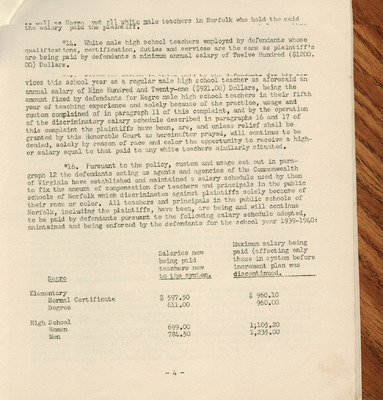 as well as Negro, yet all white male teachers in Norfolk who hold the said
the salary paid the plaintiff.
"14. White male high school teachers employed by defendants whose
qualifications, certification, duties and services are the same as plaintiff's
are being paid by defendants a minimum annual salary of Twelve Hundred ($1200.
00) Dollars.
vices this school year as a regular male high school teacher as aforesaid an
annual salary of Nine Hundred and Twenty-one ($921.00) Dollars, being the
amount fixed by defendants for Negro male high school teachers in their fifth
year of teaching experience and solely because of the practice, usage and
custom complained of in paragraph 11 of this complaint, and by the operation
of the discriminatory salary schedule described in paragraphs 16 and 17 of
this complaint the plaintiffs have been, are, and unless relief shall be
granted by this Honorable Court as hereinafter prayed, will continue to be
denied, solely by reason of race and color the opportunity to receive a high-
er salary equal to that paid to any white teachers similarly situated.
"16. Pursuant to the policy, custom and usage set out in para-
graph 12 the defendants acting as agents and agencies of the Commonwealth
of Virginia have established and maintained a salary schedule used by them
to fix the amount of compensation for teachers and principals in the public
schools of Norfolk which discriminates against plaintiffs solely because of
their race or color. All teachers and principals in the public schools of
Norfolk, including the plaintiffs, have been, are being and will continue
to be paid by defendants pursuant to the following salary schedule adopted,
maintained and being enforced by the defendants for the school year 1939-1940:
Negro
Salaries now
being paid
teachers new
to the system.
Maximum salary being
paid (affecting only
those in system before
increment plan was
discontinued.
Elementary
Normal Certificate $ 597.50 $ 960.10
Degree 611.00 960.00
High School
Women 699.00 1,105.20
Men 784.50 1,235.00
- 4 -